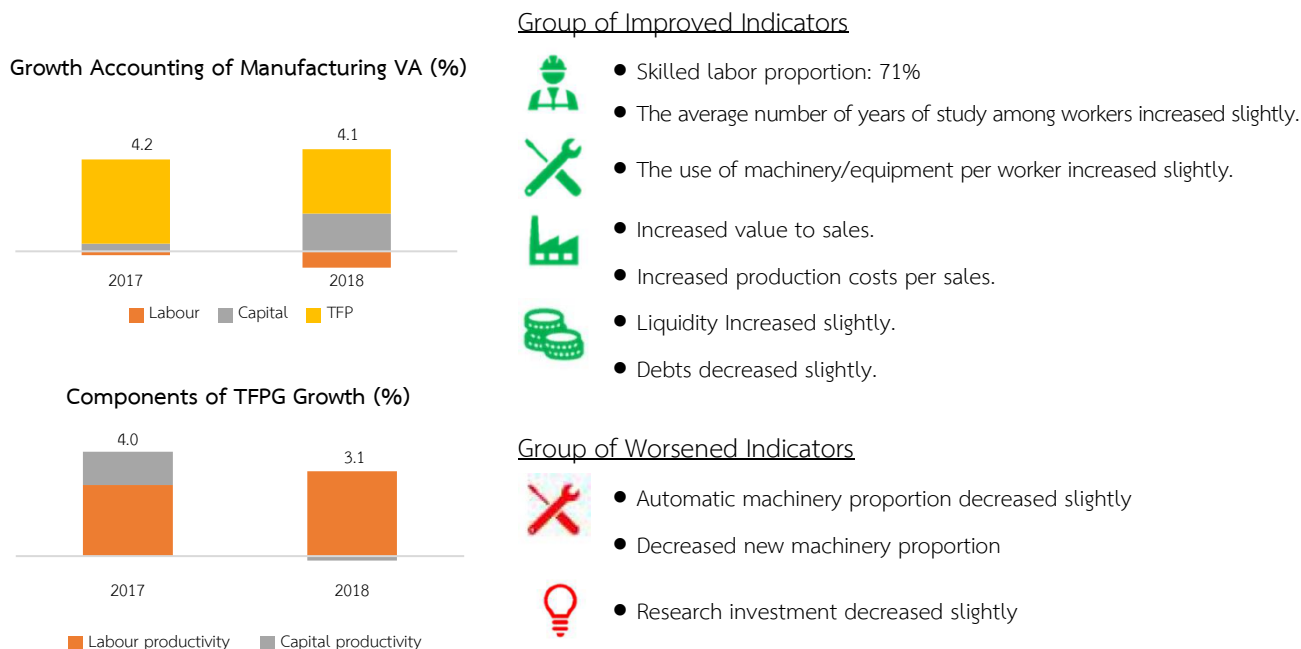 Growth Accounting of Manufacturing VA (%)
4.2
4.1
2017
2018
Labour
Capital
TFP
Components of TFPG Growth (%)
4.0
3.1
2017
2018
Labour productivity
Capital productivity
Group of Improved Indicators
● Skilled labor proportion: 71%
● The average number of years of study among workers increased slightly.
● The use of machinery/equipment per worker increased slightly.
● Increased value to sales.
● Increased production costs per sales.
● Liquidity Increased slightly.
● Debts decreased slightly.
Group of Worsened Indicators
● Automatic machinery proportion decreased slightly
● Decreased new machinery proportion
● Research investment decreased slightly